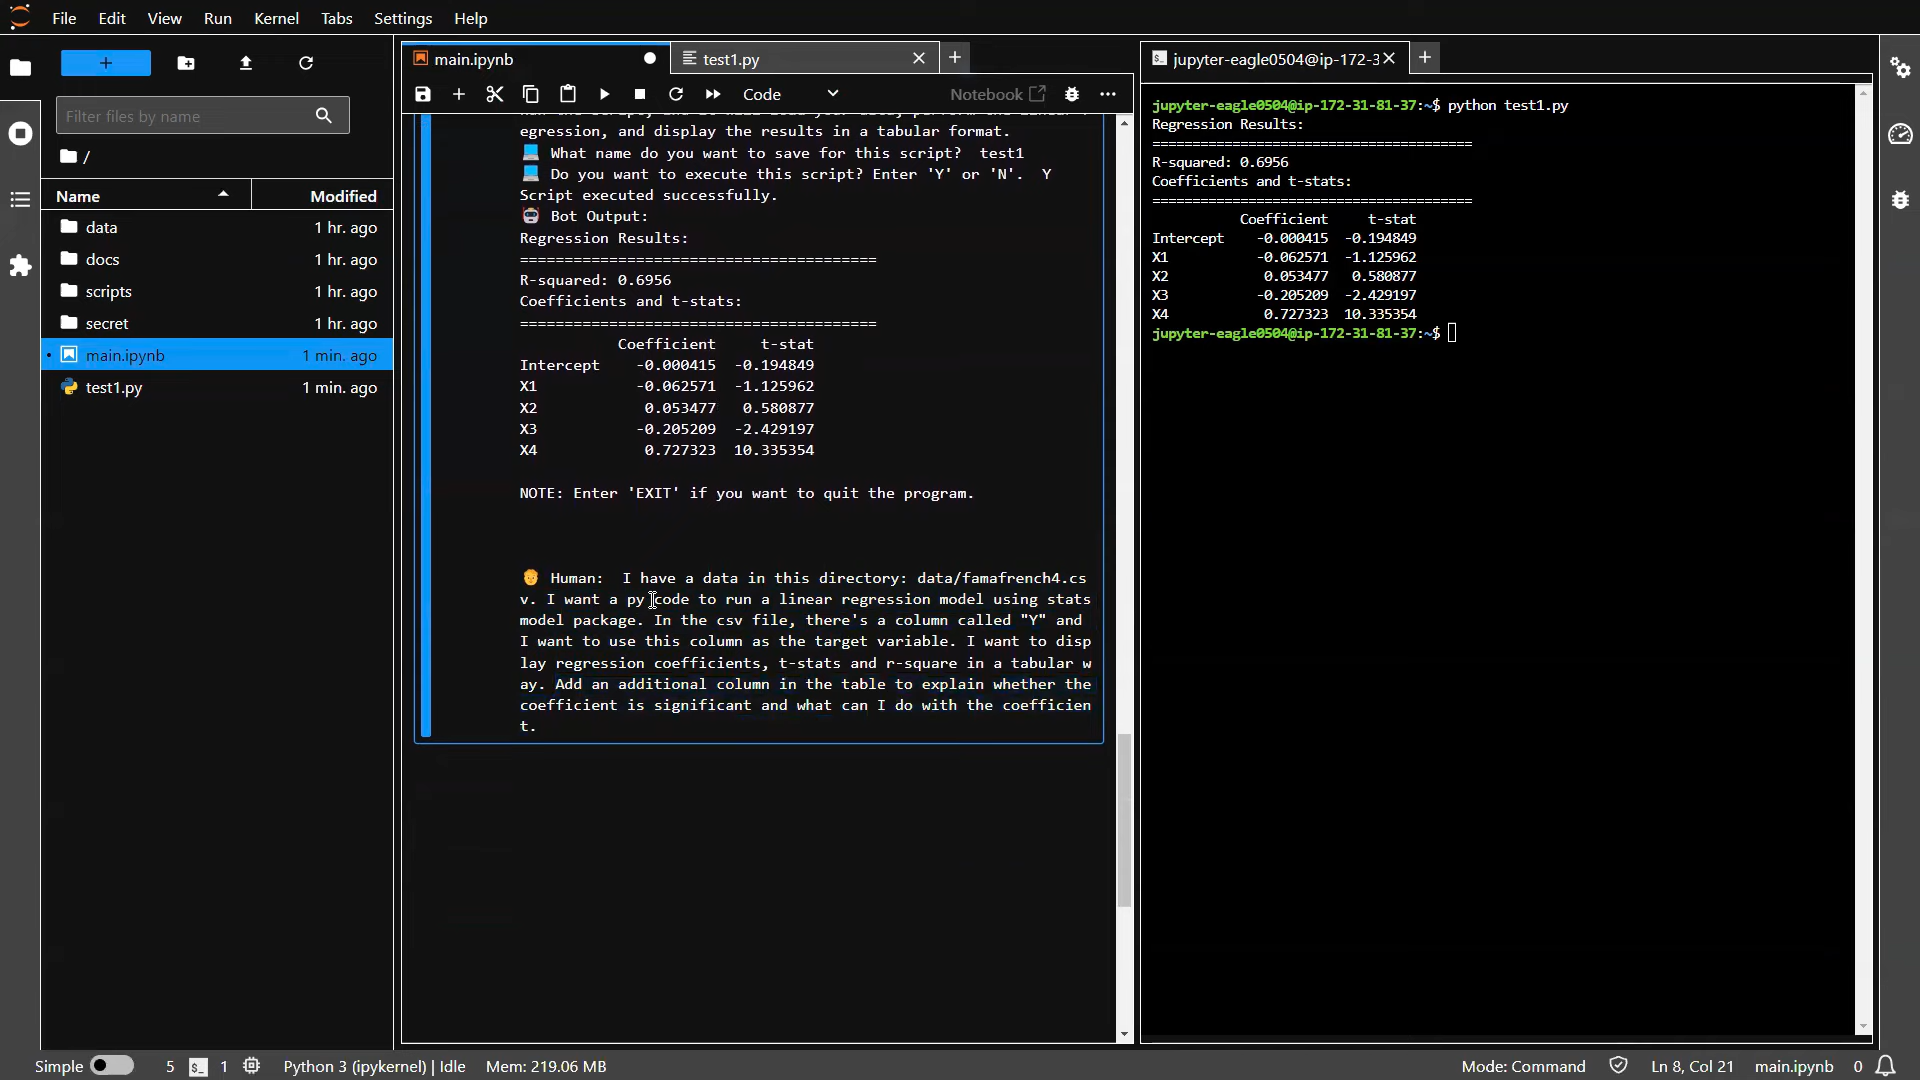 File Edit View Run Kernel Tabs Settings Help
main.ipynb
test1.py
jupyter-eagle0504@ip-172-3
Code
Notebook
Filter files by name
/
Name Modified
data 1 hr. ago
docs 1 hr. ago
scripts 1 hr. ago
secret 1 hr. ago
main.ipynb 1 min. ago
test1.py 1 min. ago
egression, and display the results in a tabular format.
What name do you want to save for this script? test1
Do you want to execute this script? Enter 'Y' or 'N'. Y
Script executed successfully.
Bot Output:
Regression Results:
========================================
R-squared: 0.6956
Coefficients and t-stats:
========================================
Coefficient t-stat
Intercept -0.000415 -0.194849
X1 -0.062571 -1.125962
X2 0.053477 0.580877
X3 -0.205209 -2.429197
X4 0.727323 10.335354
NOTE: Enter 'EXIT' if you want to quit the program.
Human: I have a data in this directory: data/famafrench4.cs
v. I want a py code to run a linear regression model using stats
model package. In the csv file, there's a column called "Y" and
I want to use this column as the target variable. I want to disp
lay regression coefficients, t-stats and r-square in a tabular w
ay. Add an additional column in the table to explain whether the
coefficient is significant and what can I do with the coefficien
t.
jupyter-eagle0504@ip-172-31-81-37:~$ python test1.py
Regression Results:
========================================
R-squared: 0.6956
Coefficients and t-stats:
========================================
Coefficient t-stat
Intercept -0.000415 -0.194849
X1 -0.062571 -1.125962
X2 0.053477 0.580877
X3 -0.205209 -2.429197
X4 0.727323 10.335354
jupyter-eagle0504@ip-172-31-81-37:~$
Simple 5 $_ 1 Python 3 (ipykernel) | Idle Mem: 219.06 MB Mode: Command Ln 8, Col 21 main.ipynb 0